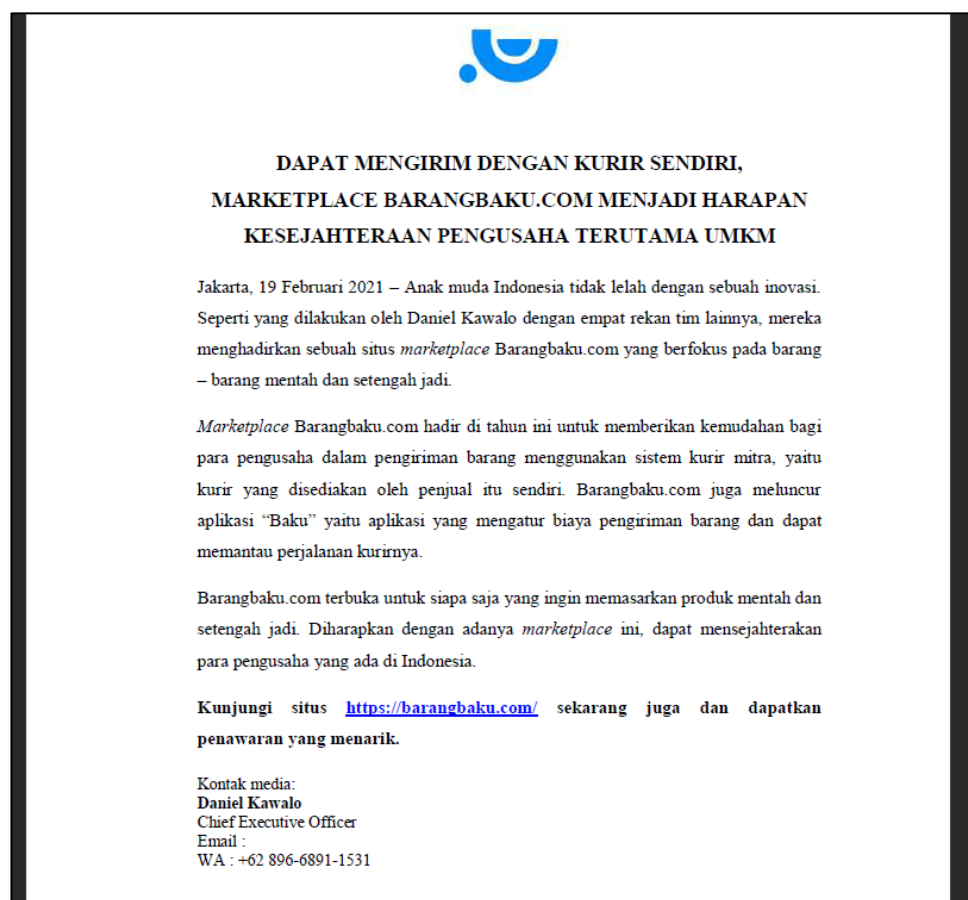 DAPAT MENGIRIM DENGAN KURIR SENDIRI,
MARKETPLACE BARANGBAKU.COM MENJADI HARAPAN
KESEJAHTERAAN PENGUSAHA TERUTAMA UMKM
Jakarta, 19 Februari 2021 – Anak muda Indonesia tidak lelah dengan sebuah inovasi.
Seperti yang dilakukan oleh Daniel Kawalo dengan empat rekan tim lainnya, mereka
menghadirkan sebuah situs marketplace Barangbaku.com yang berfokus pada barang
– barang mentah dan setengah jadi.
Marketplace Barangbaku.com hadir di tahun ini untuk memberikan kemudahan bagi
para pengusaha dalam pengiriman barang menggunakan sistem kurir mitra, yaitu
kurir yang disediakan oleh penjual itu sendiri. Barangbaku.com juga meluncur
aplikasi “Baku” yaitu aplikasi yang mengatur biaya pengiriman barang dan dapat
memantau perjalanan kurirnya.
Barangbaku.com terbuka untuk siapa saja yang ingin memasarkan produk mentah dan
setengah jadi. Diharapkan dengan adanya marketplace ini, dapat mensejahterakan
para pengusaha yang ada di Indonesia.
Kunjungi situs https://barangbaku.com/ sekarang juga dan dapatkan
penawaran yang menarik.
Kontak media:
Daniel Kawalo
Chief Executive Officer
Email :
WA : +62 896-6891-1531